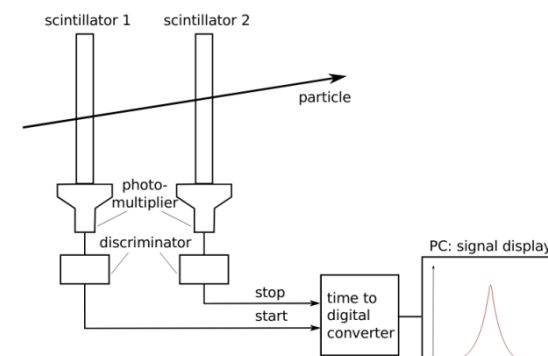 scintillator 1
scintillator 2
particle
photo-
multiplier
discriminator
PC: signal display
stop
start
time to
digital
converter